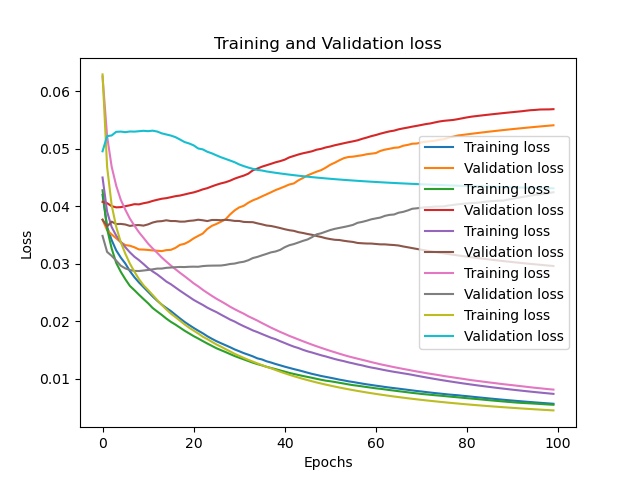 Training and Validation loss
0.06
0.05
0.04
0.03
0.02
0.01
Loss
0
20
40
60
80
100
Epochs
Training loss
Validation loss
Training loss
Validation loss
Training loss
Validation loss
Training loss
Validation loss
Training loss
Validation loss